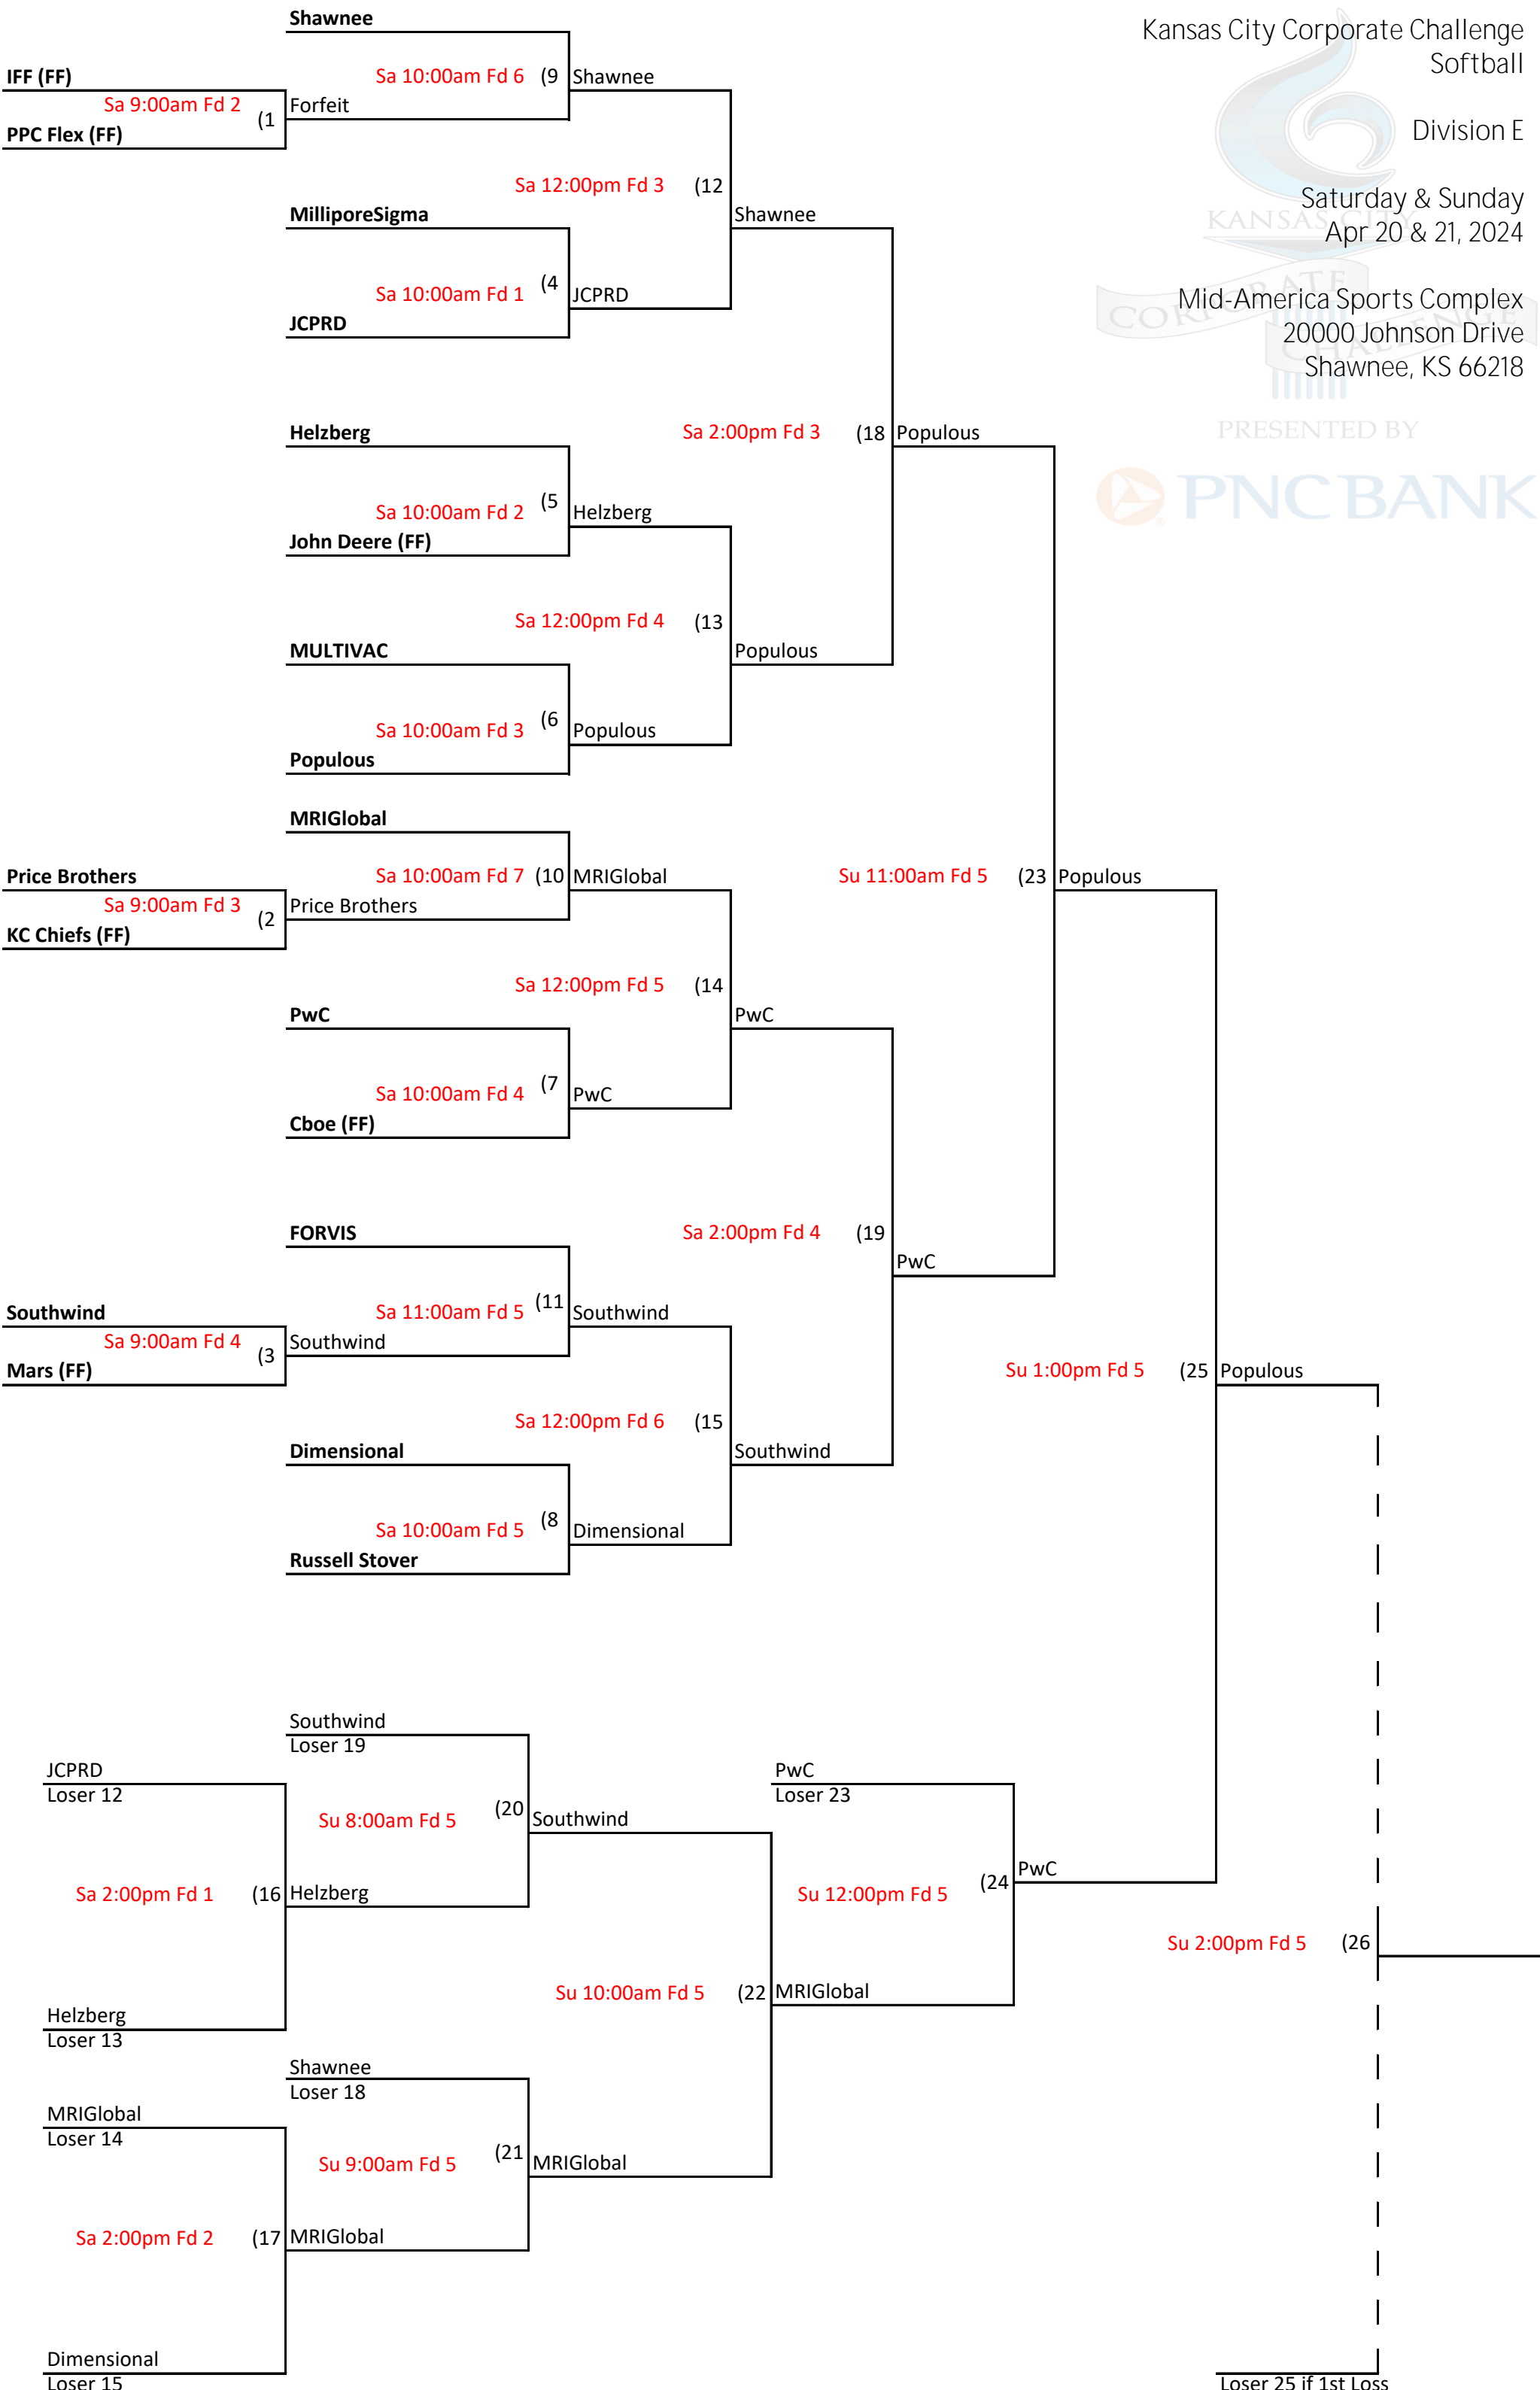 Kansas City Corporate Challenge
Softball
Division E
Saturday & Sunday
Apr 20 & 21, 2024
Mid-America Sports Complex
20000 Johnson Drive
Shawnee, KS 66218
KANSAS CITY
CORPORATE
CHALLENGE
PRESENTED BY
PNC BANK
Shawnee
IFF (FF)
Sa 10:00am Fd 6 (9 Shawnee
Sa 9:00am Fd 2 (1 Forfeit
PPC Flex (FF)
Sa 12:00pm Fd 3 (12
MilliporeSigma
Shawnee
Sa 10:00am Fd 1 (4 JCPRD
JCPRD
Helzberg
Sa 2:00pm Fd 3 (18 Populous
Sa 10:00am Fd 2 (5 Helzberg
John Deere (FF)
Sa 12:00pm Fd 4 (13
MULTIVAC
Populous
Sa 10:00am Fd 3 (6 Populous
Populous
MRIGlobal
Price Brothers
Sa 10:00am Fd 7 (10 MRIGlobal
Su 11:00am Fd 5 (23 Populous
Sa 9:00am Fd 3 (2 Price Brothers
KC Chiefs (FF)
Sa 12:00pm Fd 5 (14
PwC
PwC
Sa 10:00am Fd 4 (7 PwC
Cboe (FF)
FORVIS
Sa 2:00pm Fd 4 (19
PwC
Southwind
Sa 11:00am Fd 5 (11 Southwind
Sa 9:00am Fd 4 (3 Southwind
Mars (FF)
Su 1:00pm Fd 5 (25 Populous
Sa 12:00pm Fd 6 (15
Dimensional
Southwind
Sa 10:00am Fd 5 (8 Dimensional
Russell Stover
Southwind
Loser 19
JCPRD
Loser 12
PwC
Loser 23
Su 8:00am Fd 5 (20 Southwind
PwC
Sa 2:00pm Fd 1 (16 Helzberg
Su 12:00pm Fd 5 (24
Su 2:00pm Fd 5 (26
Su 10:00am Fd 5 (22 MRIGlobal
Helzberg
Loser 13
Shawnee
Loser 18
MRIGlobal
Loser 14
Su 9:00am Fd 5 (21 MRIGlobal
Sa 2:00pm Fd 2 (17 MRIGlobal
Dimensional
Loser 15
Loser 25 if 1st Loss